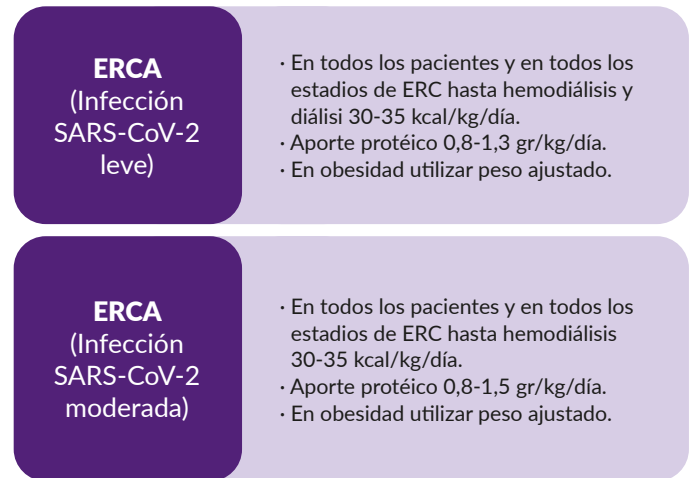 ERCA
(Infección
SARS-CoV-2
leve)
· En todos los pacientes y en todos los
estadios de ERC hasta hemodiálisis y
diálisi 30-35 kcal/kg/día.
· Aporte protéico 0,8-1,3 gr/kg/día.
· En obesidad utilizar peso ajustado.
ERCA
(Infección
SARS-CoV-2
moderada)
· En todos los pacientes y en todos los
estadios de ERC hasta hemodiálisis
30-35 kcal/kg/día.
· Aporte protéico 0,8-1,5 gr/kg/día.
· En obesidad utilizar peso ajustado.